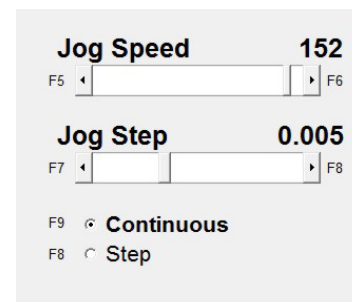 Jog Speed 152
F5 F6
Jog Step 0.005
F7 F8
F9 Continuous
F8 Step